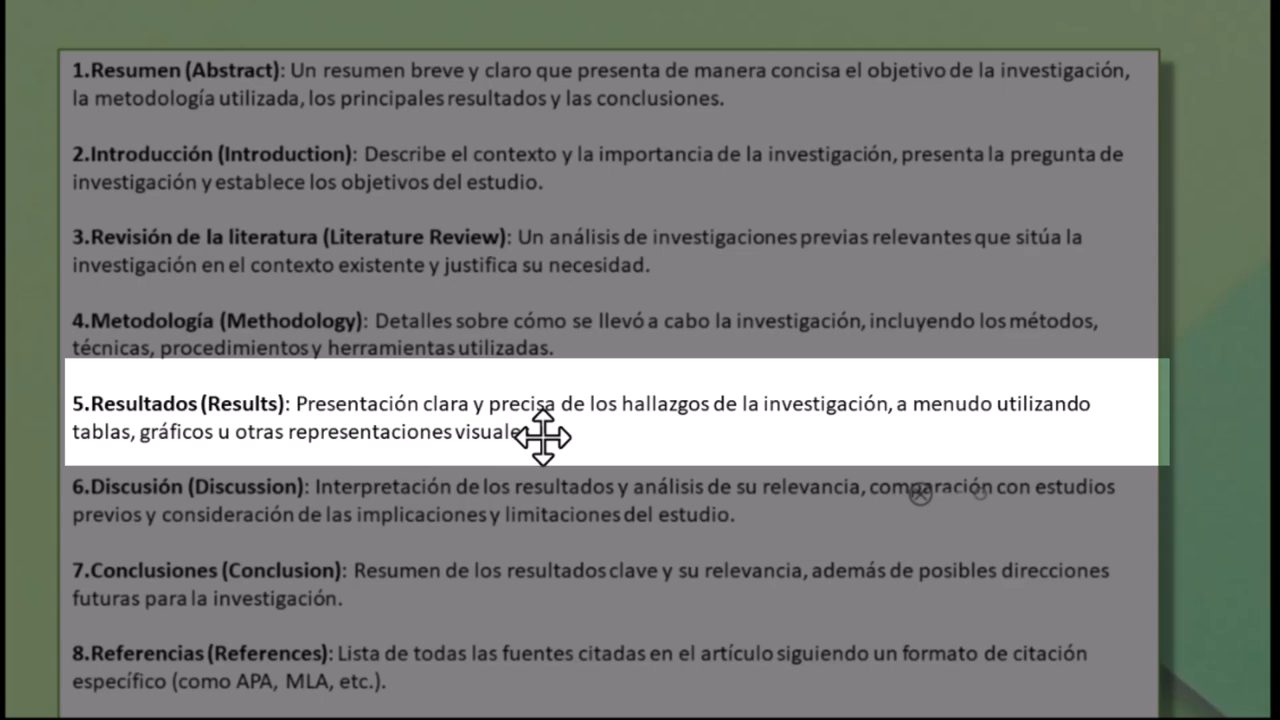 1.Resumen (Abstract): Un resumen breve y claro que presenta de manera concisa el objetivo de la investigación,
la metodología utilizada, los principales resultados y las conclusiones.
2.Introducción (Introduction): Describe el contexto y la importancia de la investigación, presenta la pregunta de
investigación y establece los objetivos del estudio.
3.Revisión de la literatura (Literature Review): Un análisis de investigaciones previas relevantes que sitúa la
investigación en el contexto existente y justifica su necesidad.
4.Metodología (Methodology): Detalles sobre cómo se llevó a cabo la investigación, incluyendo los métodos,
técnicas, procedimientos y herramientas utilizadas.
5.Resultados (Results): Presentación clara y precisa de los hallazgos de la investigación, a menudo utilizando
tablas, gráficos u otras representaciones visuale
6.Discusión (Discussion): Interpretación de los resultados y análisis de su relevancia, comparación con estudios
previos y consideración de las implicaciones y limitaciones del estudio.
7.Conclusiones (Conclusion): Resumen de los resultados clave y su relevancia, además de posibles direcciones
futuras para la investigación.
8.Referencias (References): Lista de todas las fuentes citadas en el artículo siguiendo un formato de citación
específico (como APA, MLA, etc.).